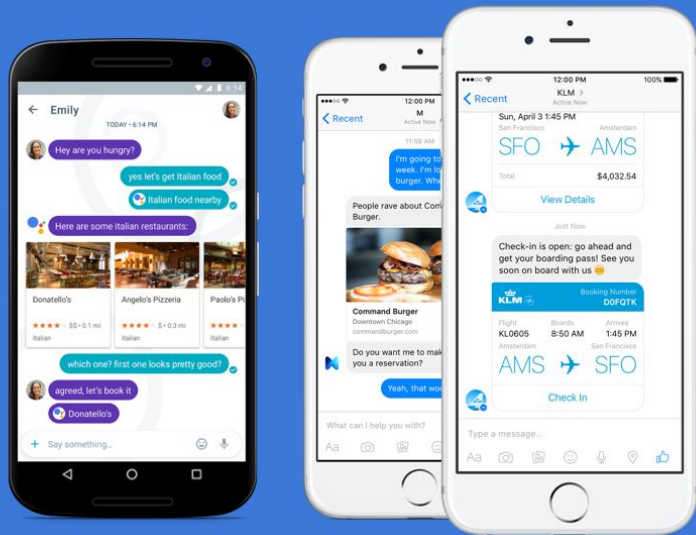 6:14
Emily
TODAY • 6:14 PM
Hey are you hungry?
yes let's get Italian food
Italian food nearby
Here are some italian restaurants:
Donatello's
$$ • 0.1 mi
Italian
Angelo's Pizzeria
$ • 0.3 mi
Italian
Paolo's
Italian
which one? first one looks pretty good?
agreed, let's book it
Donatello's
Say something...
12:00 PM
Recent
M
Active Now
11:59 AM
I'm going to
week. I'm
burger.
People rave about
Burger.
Command Burger
Downtown Chicago
commandburger.com
Do you want me to
you a reservation?
Yeah, that
What can I help you with?
Aa
12:00 PM
100%
Recent
KLM >
Active Now
Sun, April 3 1:45 PM
San Francisco
Amsterdam
SFO
AMS
Total
$4,032.54
View Details
Just Now
Check-in is open: go ahead and
get your boarding pass! See you
soon on board with us
KLM
Booking Number
D0FQTK
Flight
Boards
Arrives
KL0605
8:50 AM
1:45 PM
Amsterdam
San Francisco
AMS
SFO
Check In
Type a message...
Aa